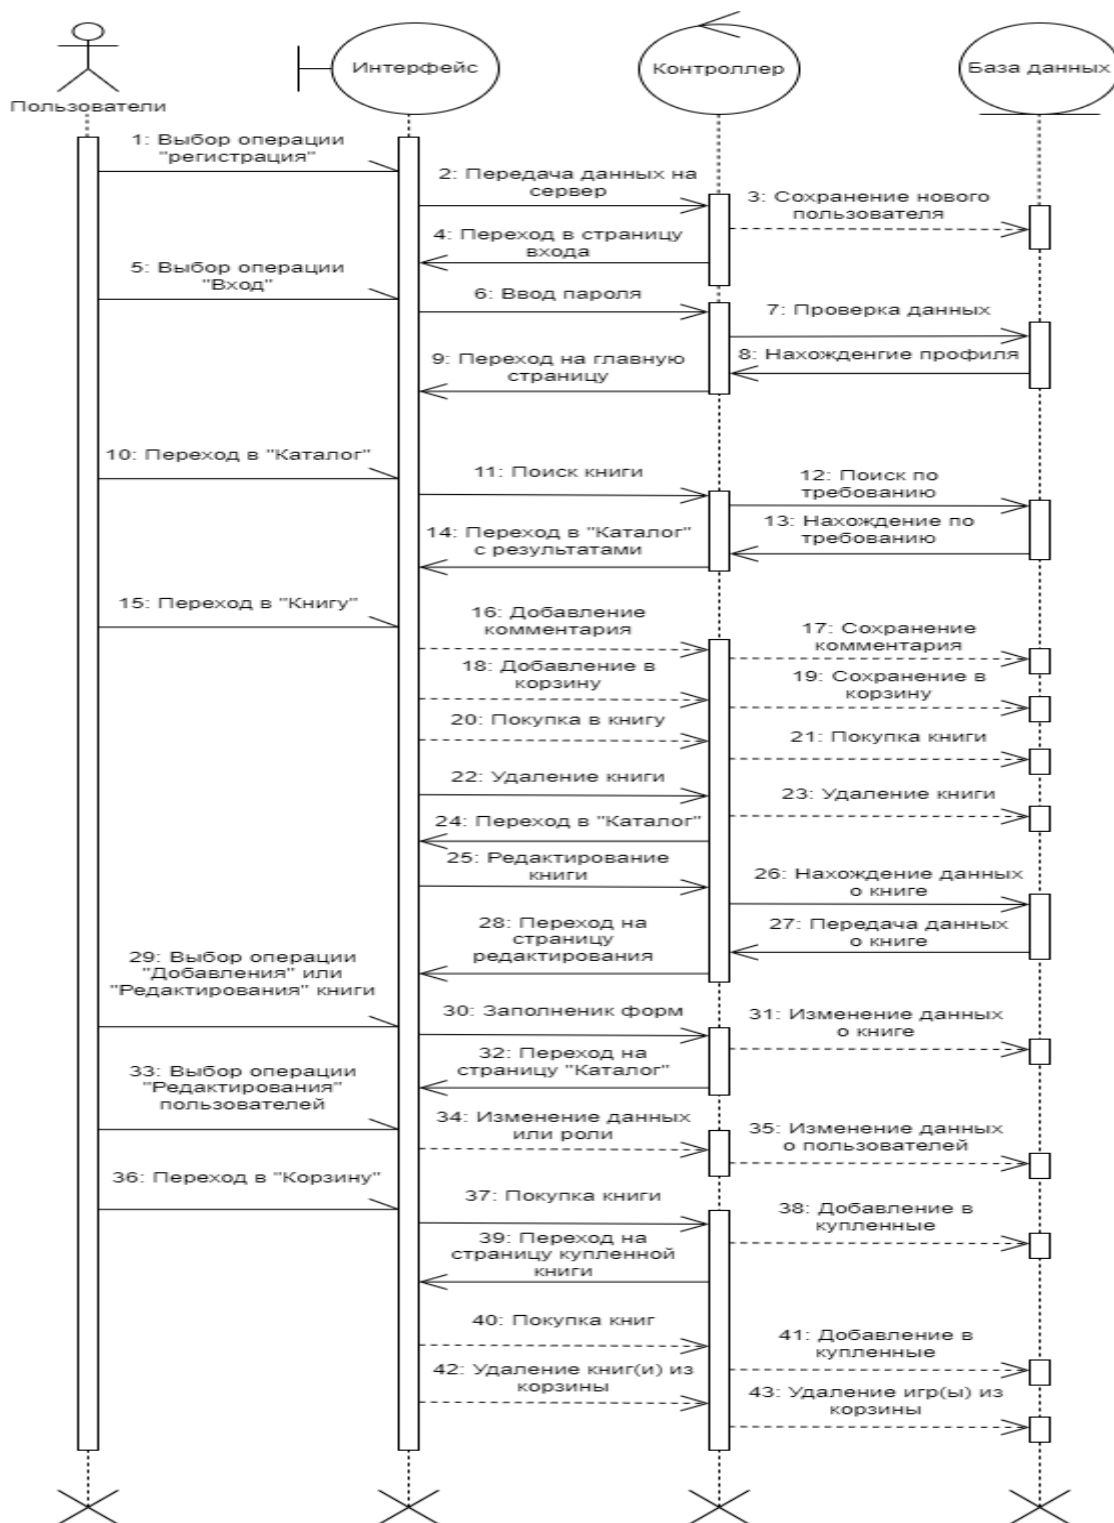 Интерфейс
Контроллер
База данных
Пользователи
1: Выбор операции
"регистрация"
2: Передача данных на
сервер
3: Сохранение нового
пользователя
4: Переход в страницу
входа
5: Выбор операции
"Вход"
6: Ввод пароля
7: Проверка данных
8: Нахожденгие профиля
9: Переход на главную
страницу
10: Переход в "Каталог"
11: Поиск книги
12: Поиск по
требованию
13: Нахождение по
требованию
14: Переход в "Каталог"
с результатами
15: Переход в "Книгу"
16: Добавление
комментария
17: Сохранение
комментария
18: Добавление в
корзину
19: Сохранение в
корзину
20: Покупка в книгу
21: Покупка книги
22: Удаление книги
23: Удаление книги
24: Переход в "Каталог"
25: Редактирование
книги
26: Нахождение данных
о книге
27: Передача данных
о книге
28: Переход на
страницу
редактирования
29: Выбор операции
"Добавления" или
"Редактирования" книги
30: Заполненик форм
31: Изменение данных
о книге
32: Переход на
страницу "Каталог"
33: Выбор операции
"Редактирования"
пользователей
34: Изменение данных
или роли
35: Изменение данных
о пользователей
36: Переход в "Корзину"
37: Покупка книги
38: Добавление в
купленные
39: Переход на
страницу купленной
книги
40: Покупка книг
41: Добавление в
купленные
42: Удаление книг(и) из
корзины
43: Удаление игр(ы) из
корзины